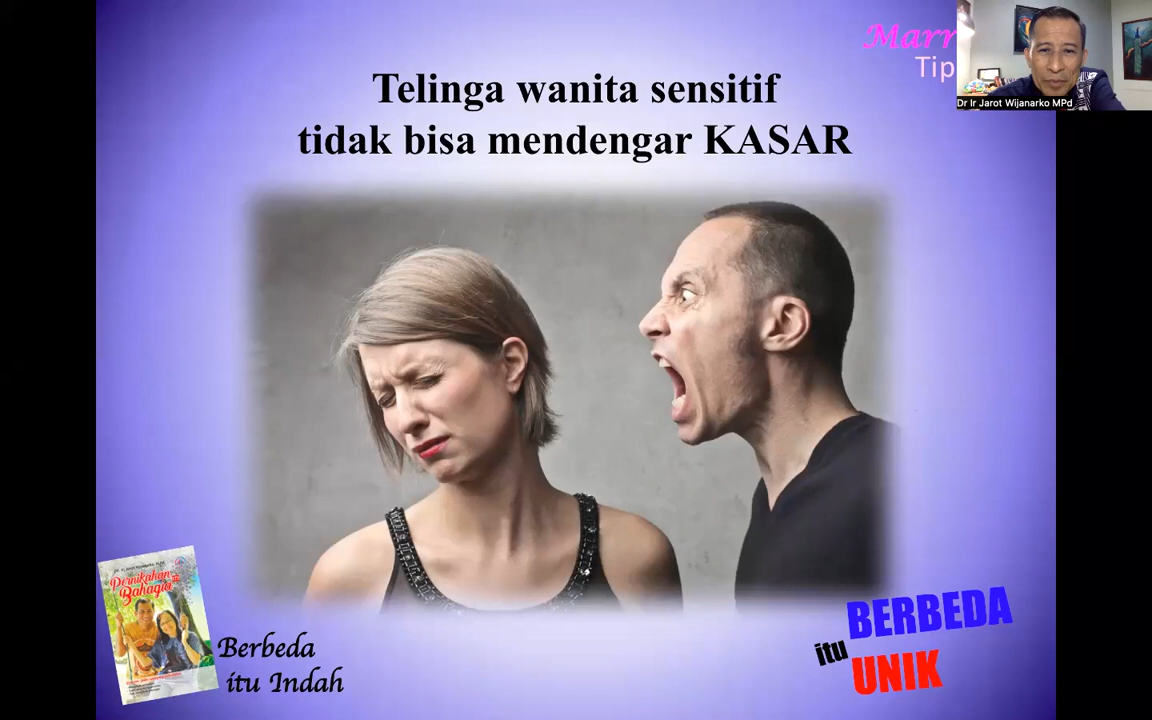 Marr
Tip
Dr Ir Jarot Wijanarko MPd
Telinga wanita sensitif
tidak bisa mendengar KASAR
Pernikahan
Bahagia
Berbeda
itu Indah
BERBEDA
itu
UNIK